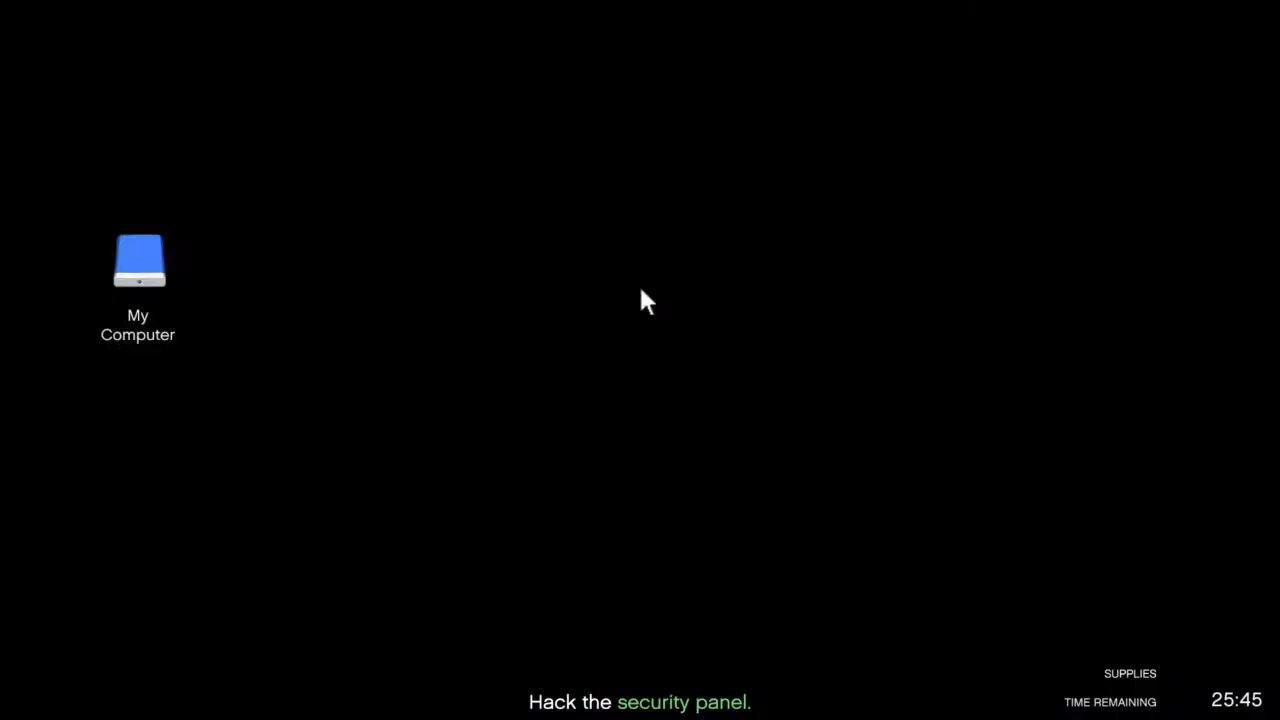 My
Computer
SUPPLIES
Hack the security panel.
TIME REMAINING 25:45